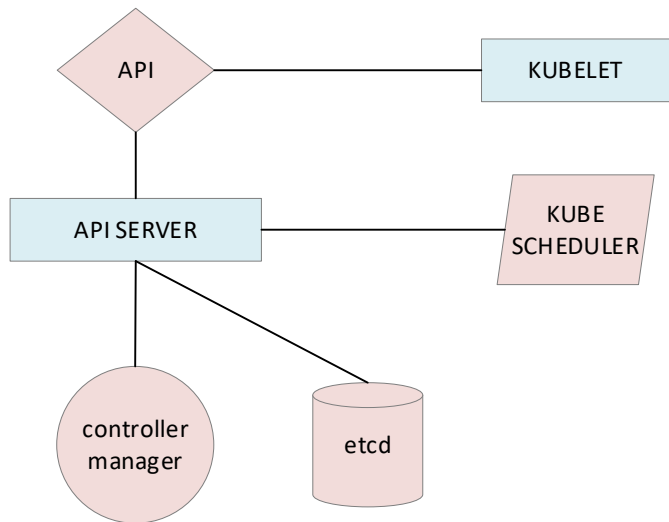 API
KUBELET
API SERVER
KUBE
SCHEDULER
controller
manager
etcd